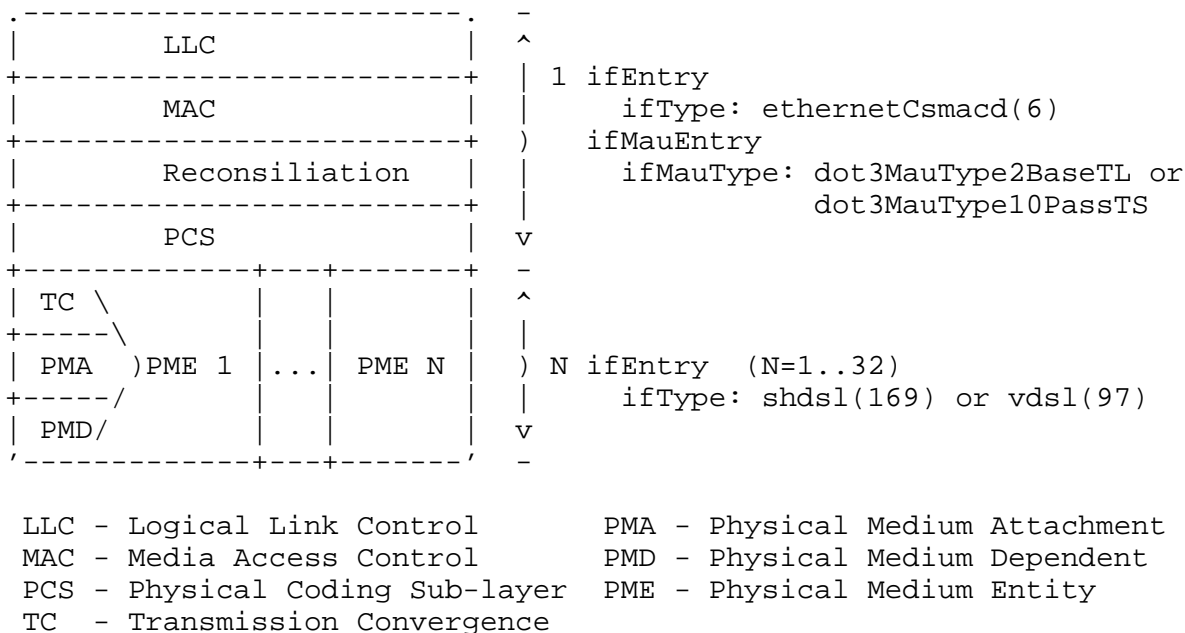 .-------------------------.  -
|        LLC              |  ^
+-------------------------+  | 1 ifEntry
|        MAC              |  |     ifType: ethernetCsmacd(6)
+-------------------------+  )   ifMauEntry
|        Reconsiliation   |  |     ifMauType: dot3MauType2BaseTL or
+-------------------------+  |                dot3MauType10PassTS
|        PCS              |  v
+-------------+---+-------+  -
| TC \        |   |       |  ^
+-----\       |   |       |  |
| PMA  )PME 1 |...| PME N |  ) N ifEntry  (N=1..32)
+-----/       |   |       |  |     ifType: shdsl(169) or vdsl(97)
| PMD/        |   |       |  v
'-------------+---+-------'  -
LLC - Logical Link Control       PMA - Physical Medium Attachment
MAC - Media Access Control       PMD - Physical Medium Dependent
PCS - Physical Coding Sub-layer  PME - Physical Medium Entity
TC  - Transmission Convergence